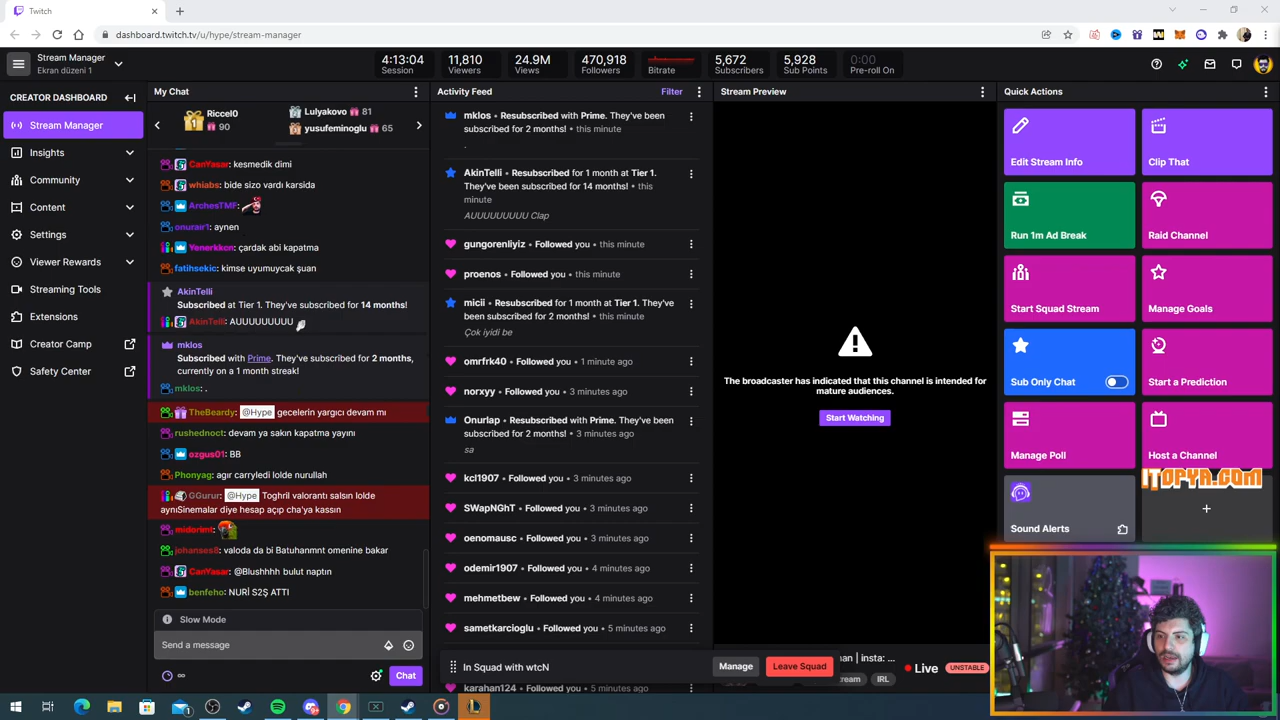 Twitch
dashboard.twitch.tv/u/hype/stream-manager
Stream Manager
Ekran düzeni 1
4:13:04
Session
11,810
Viewers
24.9M
Views
470,918
Followers
Bitrate
5,672
Subscribers
5,928
Sub Points
0:00
Pre-roll On
CREATOR DASHBOARD
Stream Manager
Insights
Community
Content
Settings
Viewer Rewards
Streaming Tools
Extensions
Creator Camp
Safety Center
My Chat
1
Riccel0
90
Lulyakovo 81
yusufeminoglu 65
CanYasar: kesmedik dimi
whiabs: bide sizo vardı karsida
ArchesTMF:
onurair1: aynen
Yenerkkcn: çardak abi kapatma
fatihsekic: kimse uyumuycak şuan
AkinTelli
Subscribed at Tier 1. They've subscribed for 14 months!
AkinTelli: AUUUUUUUUU
mklos
Subscribed with Prime. They've subscribed for 2 months,
currently on a 1 month streak!
mklos: .
TheBeardy: @Hype gecelerin yargıcı devam mı
rushednoct: devam ya sakın kapatma yayını
ozgus01: BB
Phonyag: agır carryledi lolde nurullah
GGurur: @Hype Toghril valorantı salsın lolde
aynıSinemalar diye hesap açıp cha'ya kassın
midorimt:
johanses8: valoda da bi Batuhanmnt omenine bakar
CanYasar: @Blushhhh bulut naptın
benfeho: NURİ S2Ş ATTI
Slow Mode
Send a message
∞
Chat
Activity Feed
Filter
mklos • Resubscribed with Prime. They've been
subscribed for 2 months! • this minute
.
AkinTelli • Resubscribed for 1 month at Tier 1.
They've been subscribed for 14 months! • this
minute
AUUUUUUUUU Clap
gungorenliyiz • Followed you • this minute
proenos • Followed you • this minute
micii • Resubscribed for 1 month at Tier 1. They've
been subscribed for 2 months! • this minute
Çok iyidi be
omrfrk40 • Followed you • 1 minute ago
norxyy • Followed you • 3 minutes ago
Onurlap • Resubscribed with Prime. They've been
subscribed for 2 months! • 3 minutes ago
sa
kcl1907 • Followed you • 3 minutes ago
SWapNGhT • Followed you • 3 minutes ago
oenomausc • Followed you • 3 minutes ago
odemir1907 • Followed you • 4 minutes ago
mehmetbew • Followed you • 4 minutes ago
sametkarcioglu • Followed you • 5 minutes ago
karahan124 • Followed you • 5 minutes ago
In Squad with wtcN
Manage
Leave Squad
Stream Preview
The broadcaster has indicated that this channel is intended for
mature audiences.
Start Watching
nan | insta: ...
Live
UNSTABLE
IRL
Quick Actions
Edit Stream Info
Clip That
Run 1m Ad Break
Raid Channel
Start Squad Stream
Manage Goals
Sub Only Chat
Start a Prediction
Manage Poll
Host a Channel
ITOPYA.COM
Sound Alerts